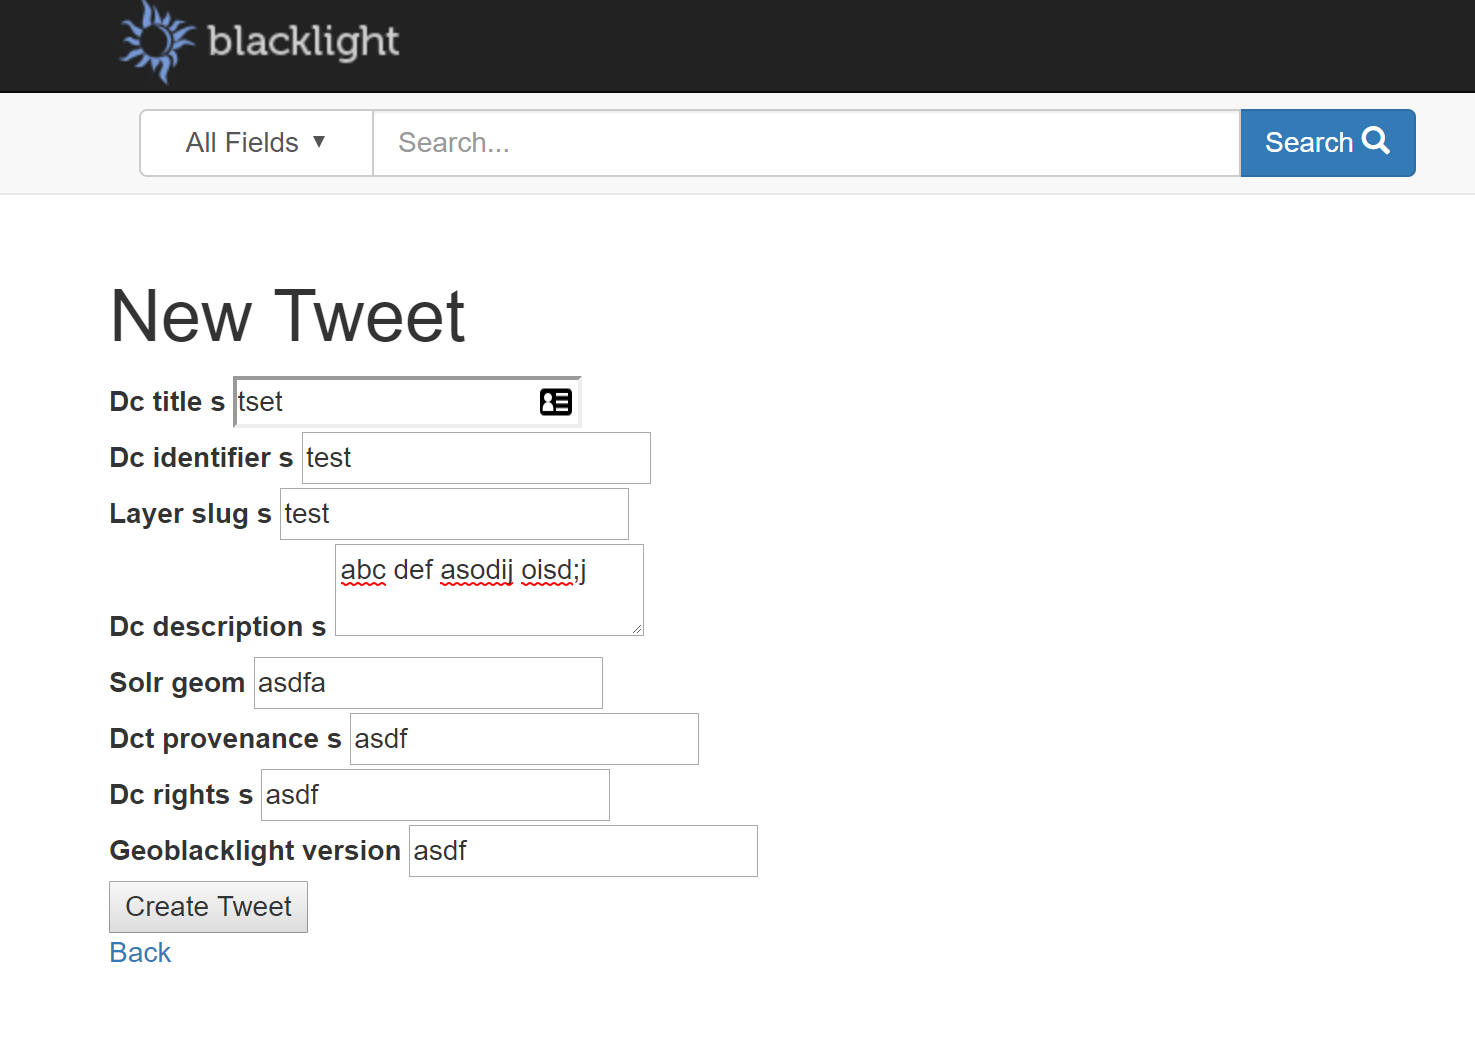 blacklight
All Fields ▼ Search... Search
New Tweet
Dc title s tset
Dc identifier s test
Layer slug s test
abc def asodij oisd;j
Dc description s
Solr geom asdfa
Dct provenance s asdf
Dc rights s asdf
Geoblacklight version asdf
Create Tweet
Back